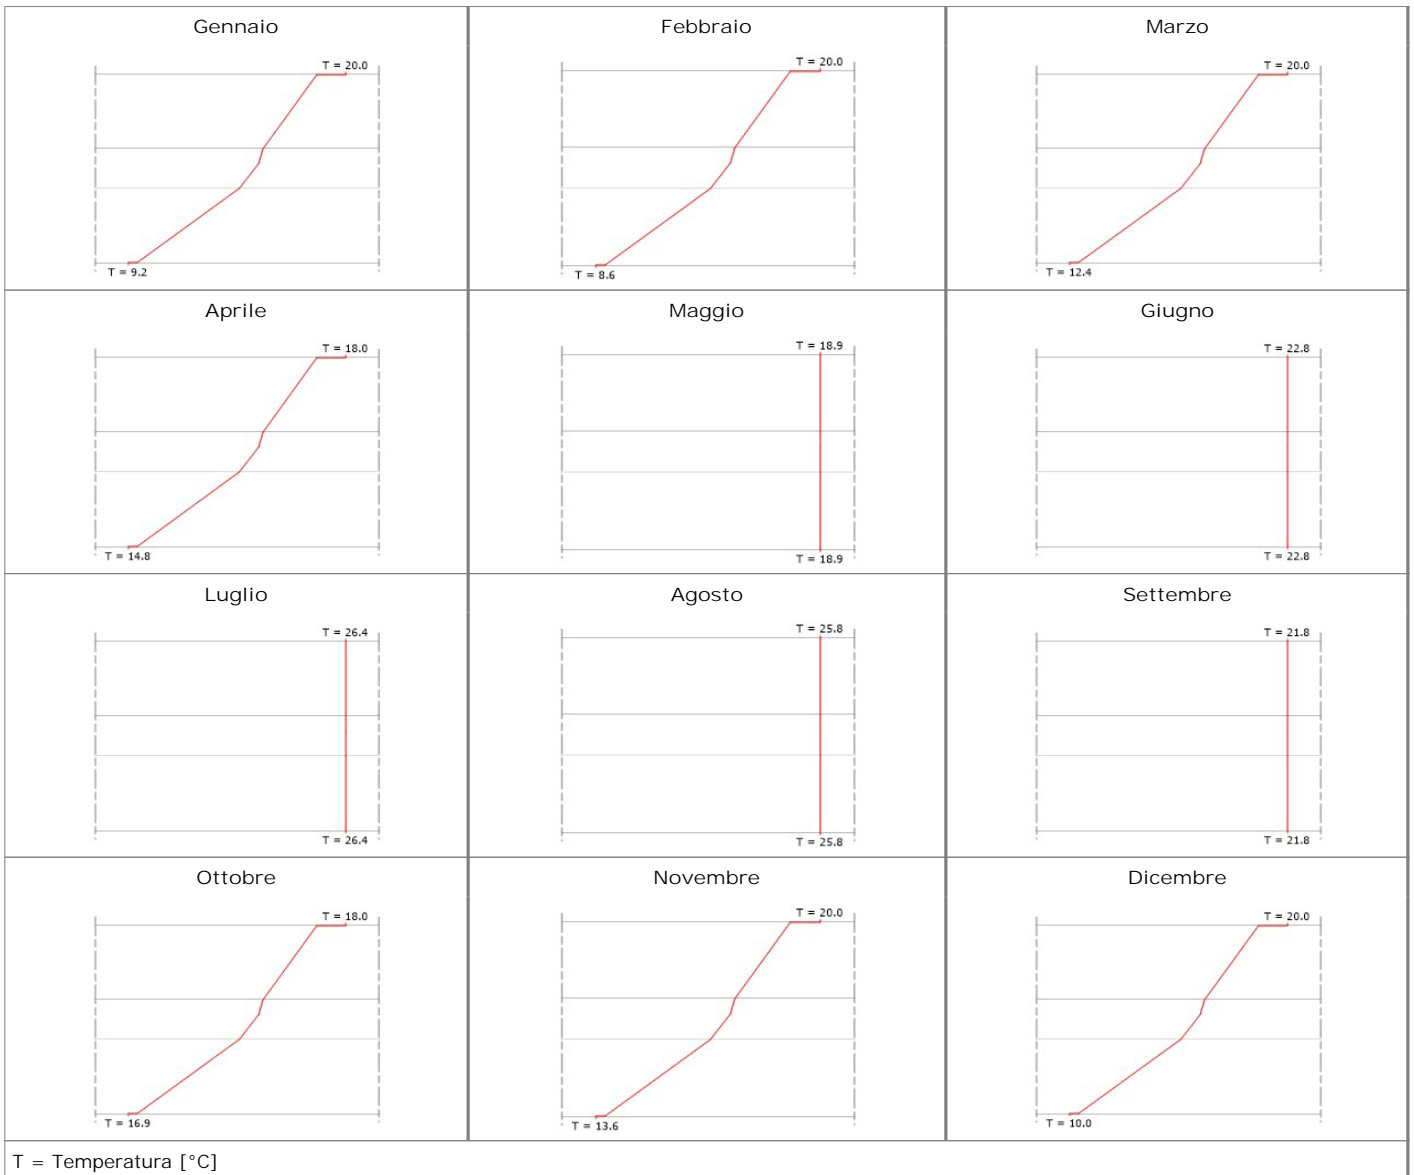 Gennaio
T = 20.0
T = 9.2
Febbraio
T = 20.0
T = 8.6
Marzo
T = 20.0
T = 12.4
Aprile
T = 18.0
T = 14.8
Maggio
T = 18.9
T = 18.9
Giugno
T = 22.8
T = 22.8
Luglio
T = 26.4
T = 26.4
Agosto
T = 25.8
T = 25.8
Settembre
T = 21.8
T = 21.8
Ottobre
T = 18.0
T = 16.9
Novembre
T = 20.0
T = 13.6
Dicembre
T = 20.0
T = 10.0
T = Temperatura [°C]